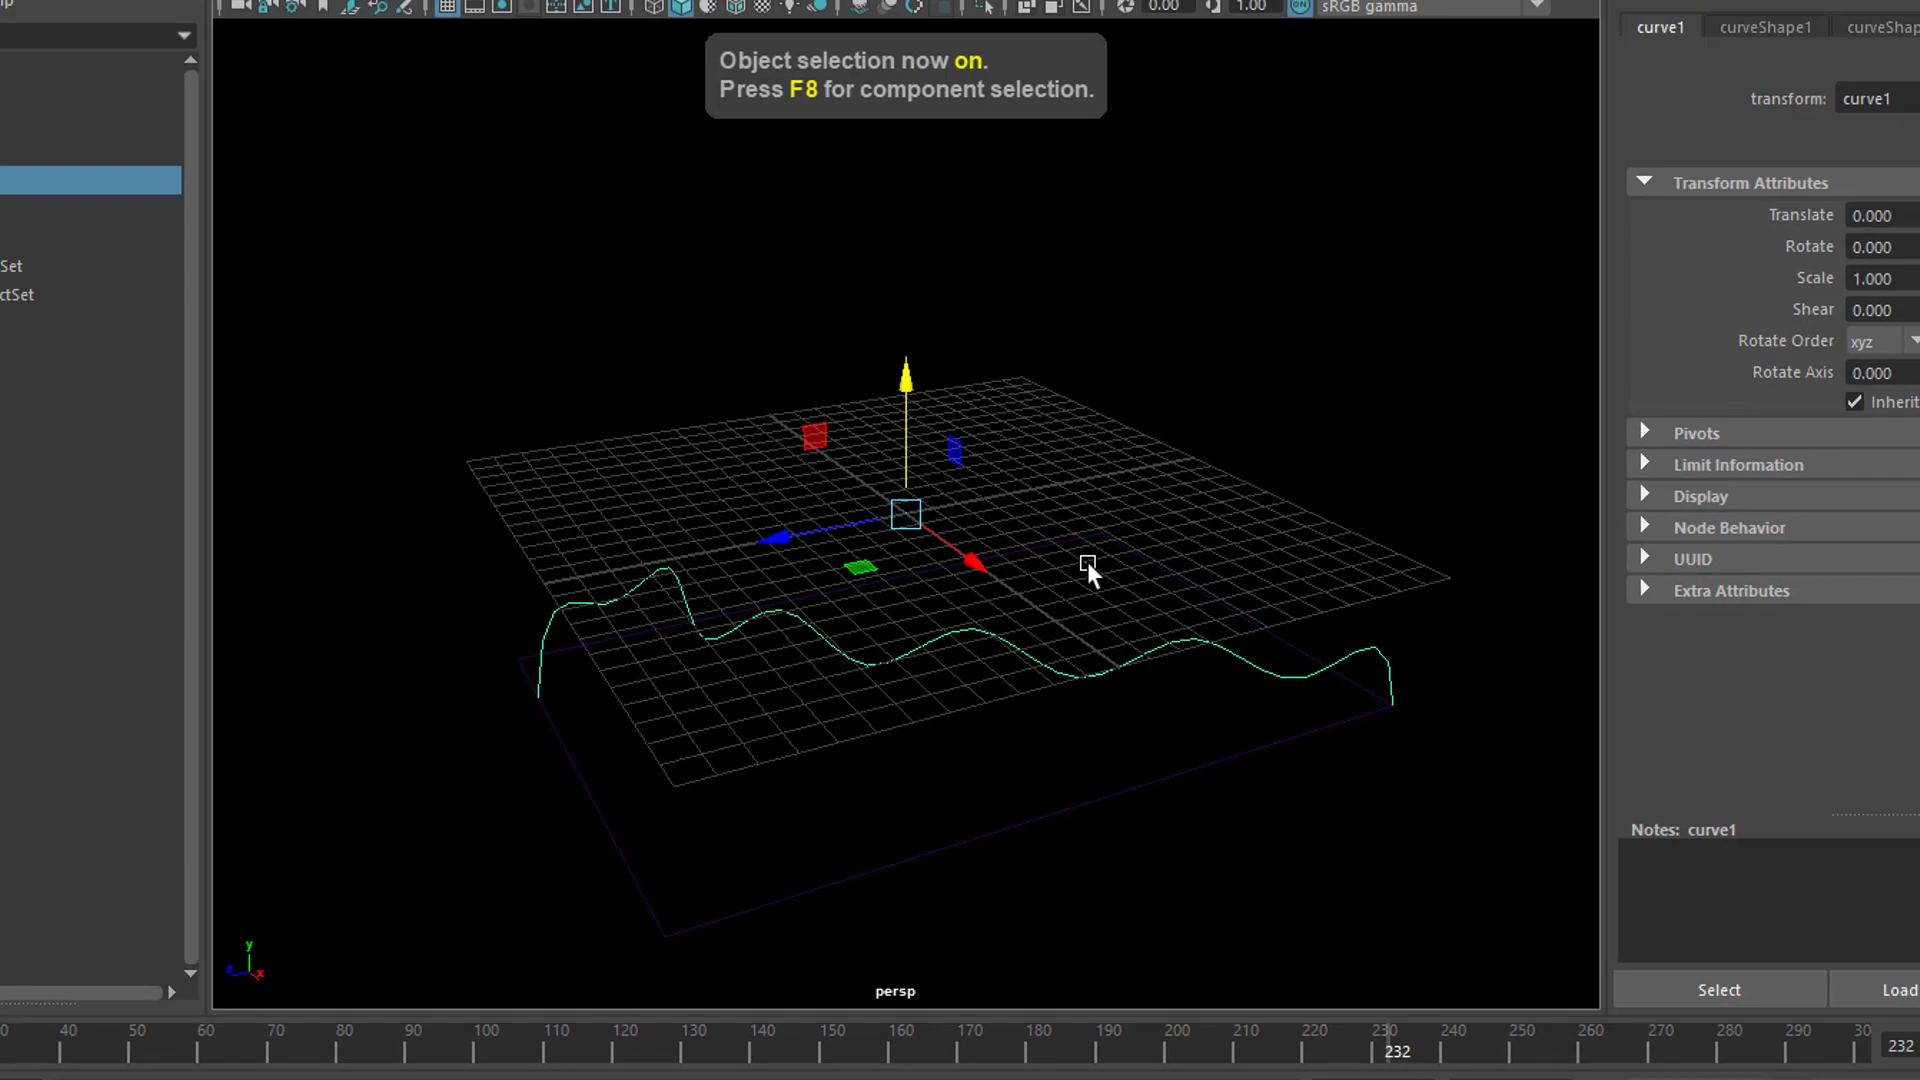 0.00
1.00
ON
sRGB gamma
Object selection now on.
Press F8 for component selection.
curve1
curveShape1
curveShap
transform:
curve1
Transform Attributes
Translate
0.000
Rotate
0.000
Scale
1.000
Shear
0.000
Rotate Order
xyz
Rotate Axis
0.000
Inherit
Pivots
Limit Information
Display
Node Behavior
UUID
Extra Attributes
Set
ctSet
Notes: curve1
Select
Load
y
z
x
persp
0 40 50 60 70 80 90 100 110 120 130 140 150 160 170 180 190 200 210 220 230 240 250 260 270 280 290 30
232
232